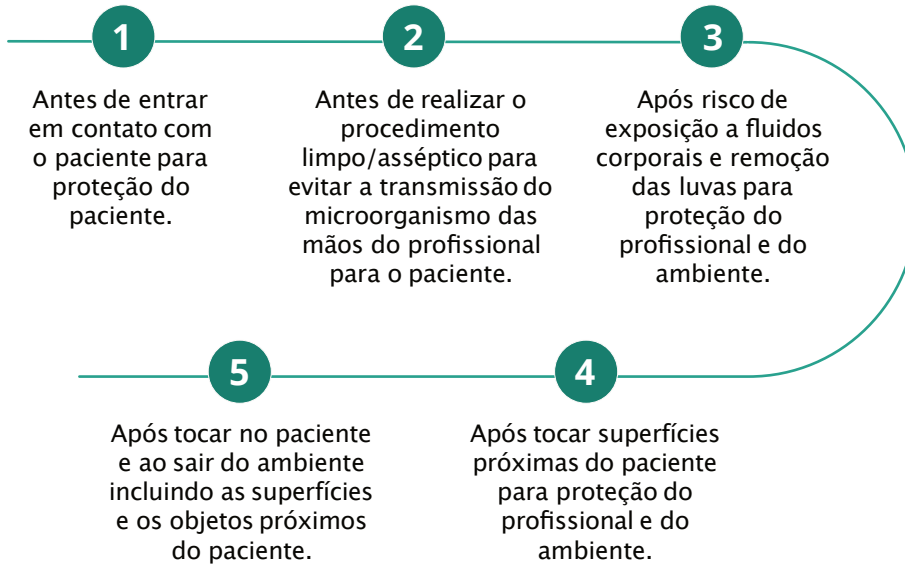 1
Antes de entrar
em contato com
o paciente para
proteção do
paciente.
2
Antes de realizar o
procedimento
limpo/asséptico para
evitar a transmissão do
microorganismo das
mãos do profissional
para o paciente.
3
Após risco de
exposição a fluidos
corporais e remoção
das luvas para
proteção do
profissional e do
ambiente.
4
Após tocar superfícies
próximas do paciente
para proteção do
profissional e do
ambiente.
5
Após tocar no paciente
e ao sair do ambiente
incluindo as superfícies
e os objetos próximos
do paciente.